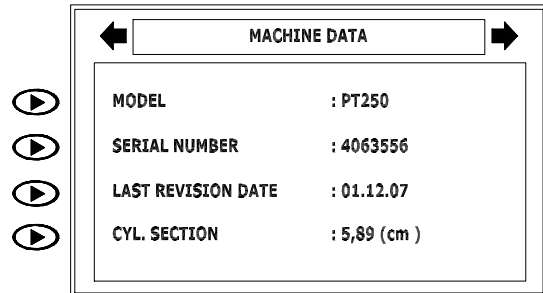 MACHINE DATA
MODEL : PT250
SERIAL NUMBER : 4063556
LAST REVISION DATE : 01.12.07
CYL. SECTION : 5,89 (cm )